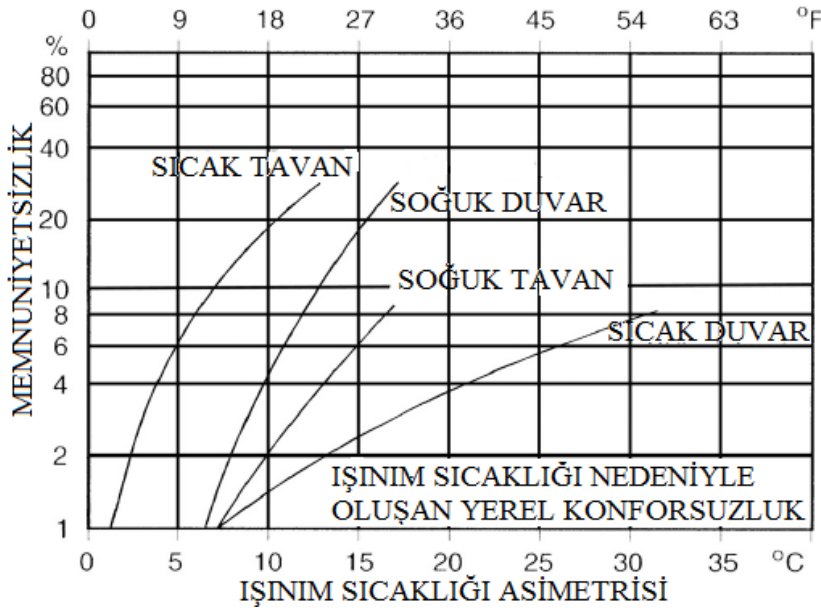 0 9 18 27 36 45 54 63 °F
%
80
60
40
20
10
8
6
4
2
1
MEMNUNİYETSİZLİK
SICAK TAVAN
SOĞUK DUVAR
SOĞUK TAVAN
SICAK DUVAR
IŞINIM SICAKLIĞI NEDENİYLE
OLUŞAN YEREL KONFORSUZLUK
0 5 10 15 20 25 30 35 °C
IŞINIM SICAKLIĞI ASİMETRİSİ